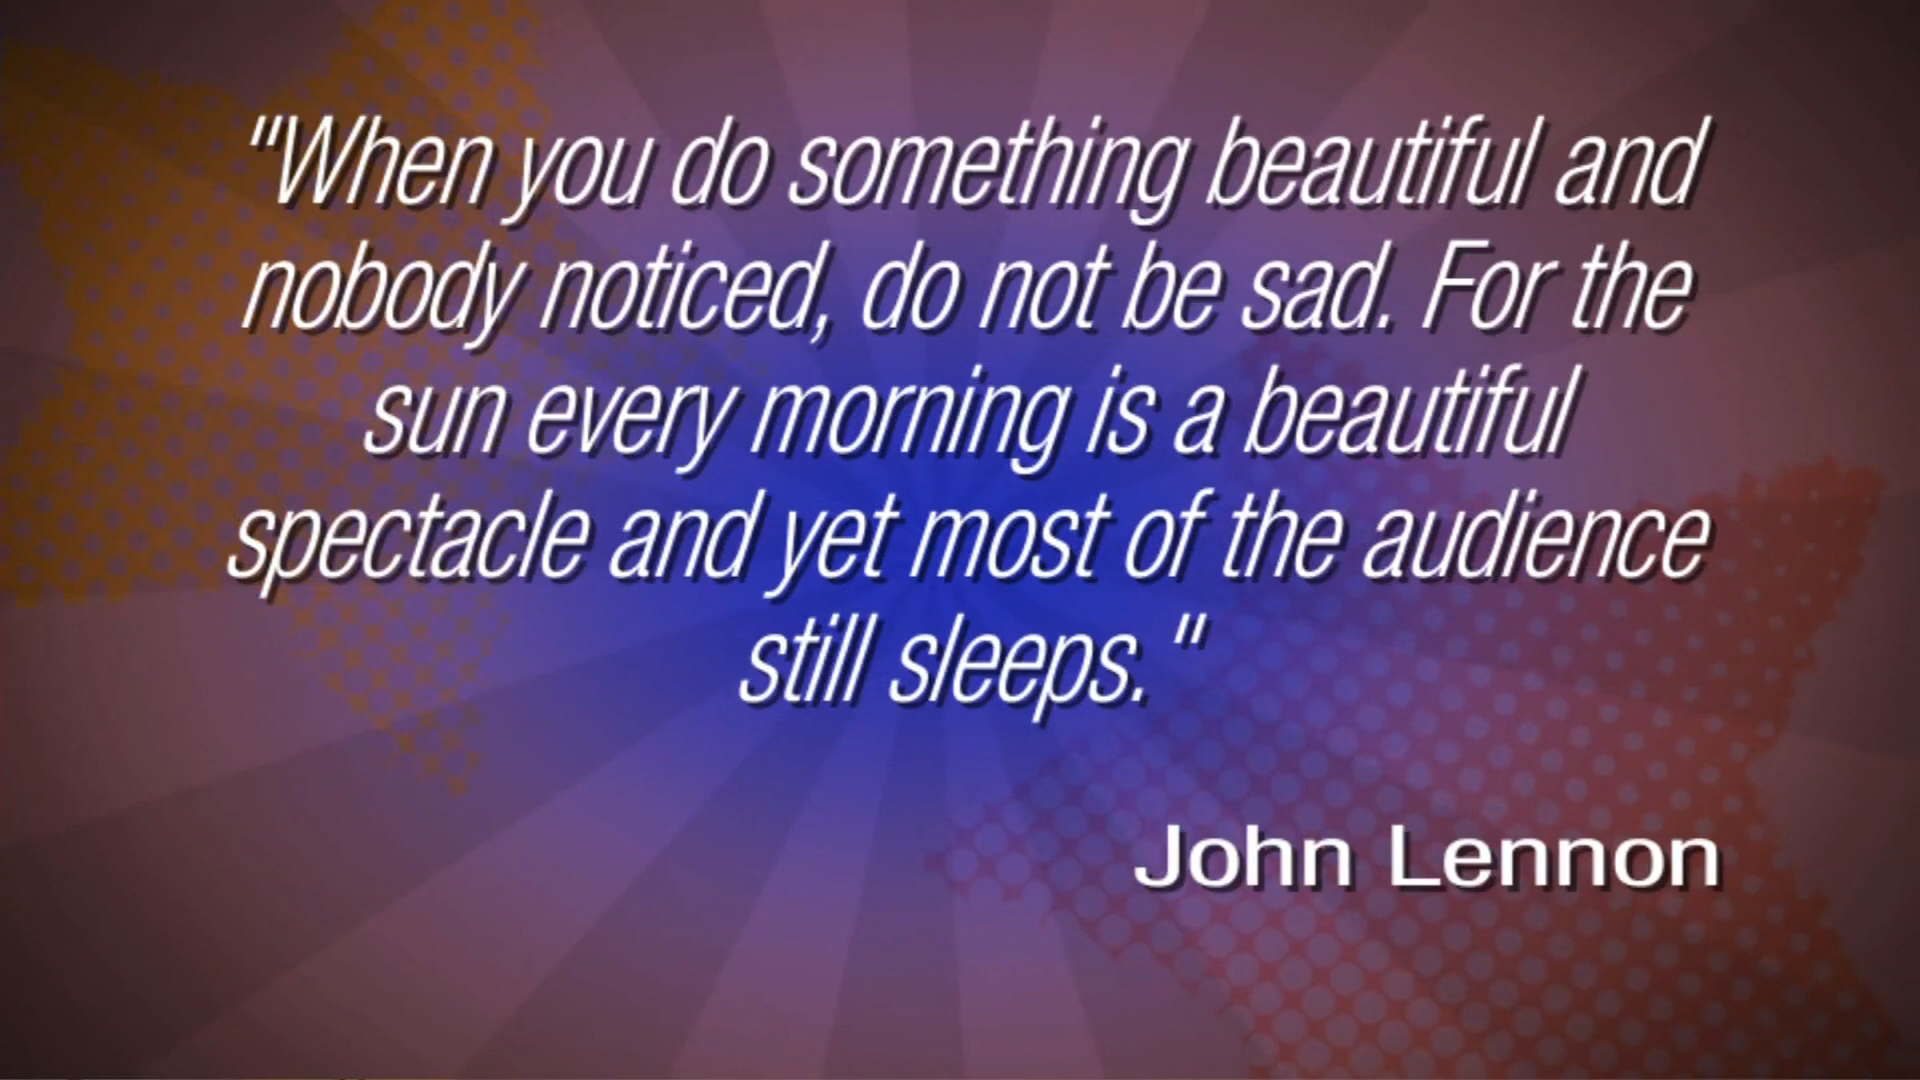 "When you do something beautiful and
nobody noticed, do not be sad. For the
sun every morning is a beautiful
spectacle and yet most of the audience
still sleeps."
John Lennon